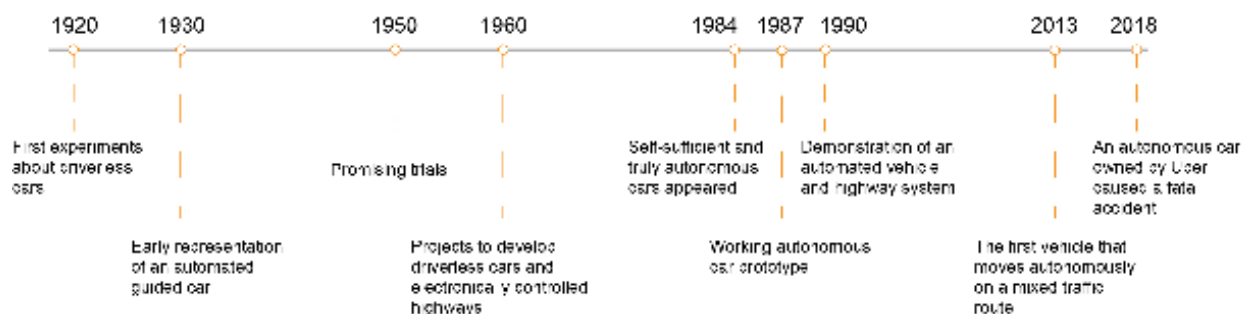 1920
1930
1950
1960
1984
1987
1990
2013
2018
First experiments
about driverless
cars
Early representation
of an automated
guided car
Promising trials
Projects to develop
driverless cars and
electronically controlled
highways
Self-sufficient and
truly autonomous
cars appeared
Working autonomous
car prototype
Demonstration of an
automated vehicle
and highway system
The first vehicle that
moves autonomously
on a mixed traffic
route
An autonomous car
owned by Uber
causes a fatal
accident